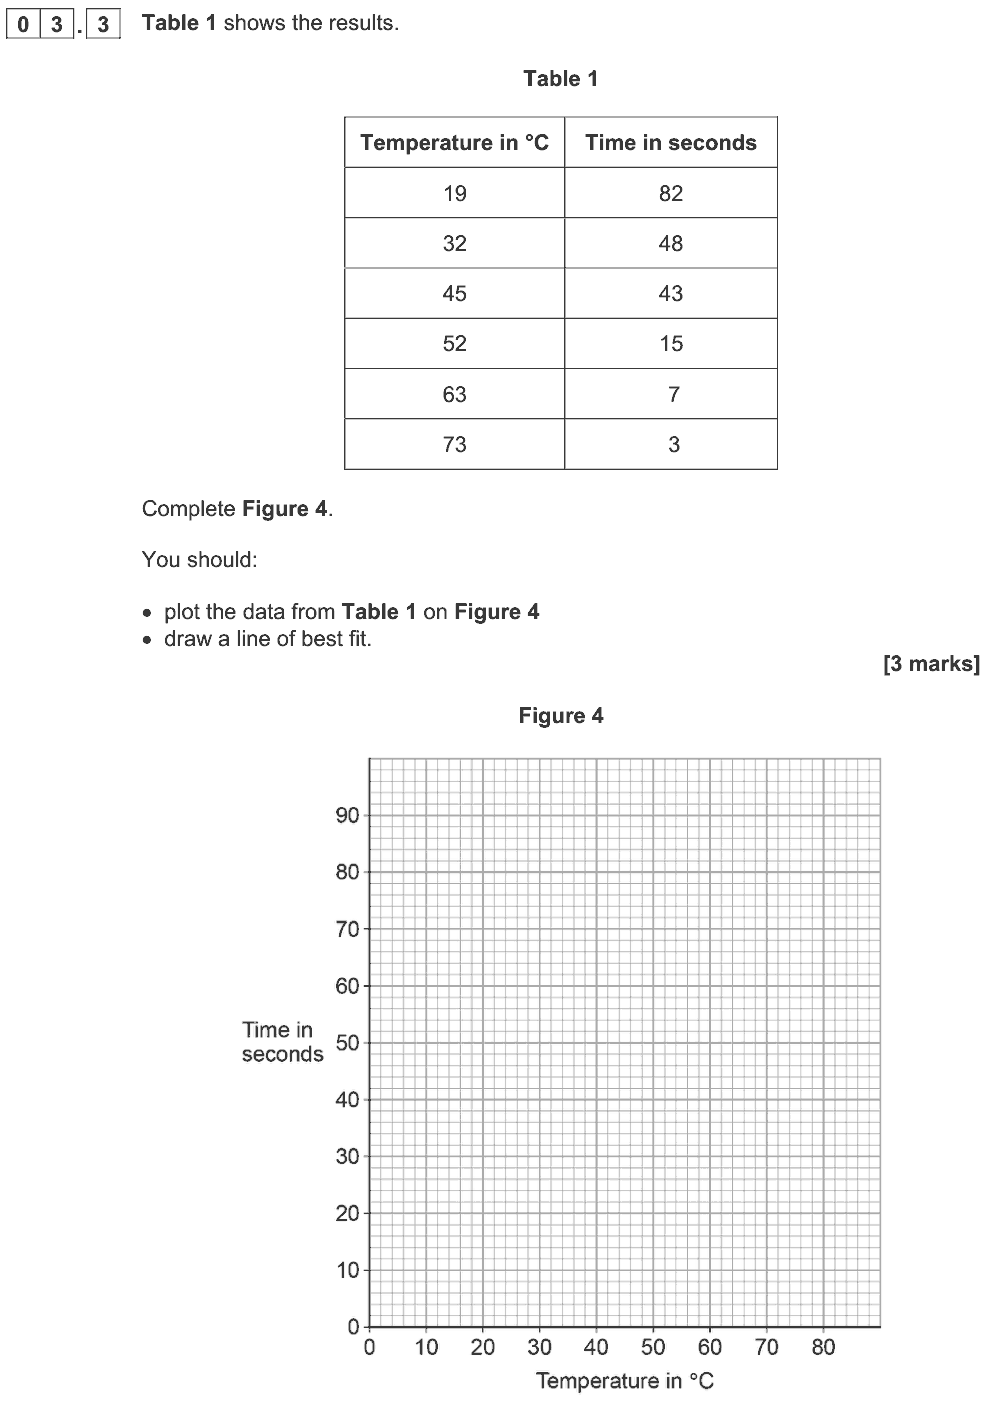 0 3 . 3 Table 1 shows the results.
Table 1
Temperature in °C Time in seconds
19 82
32 48
45 43
52 15
63 7
73 3
Complete Figure 4.
You should:
• plot the data from Table 1 on Figure 4
• draw a line of best fit.
[3 marks]
Figure 4
90
80
70
60
Time in
seconds
50
40
30
20
10
0
0 10 20 30 40 50 60 70 80
Temperature in °C